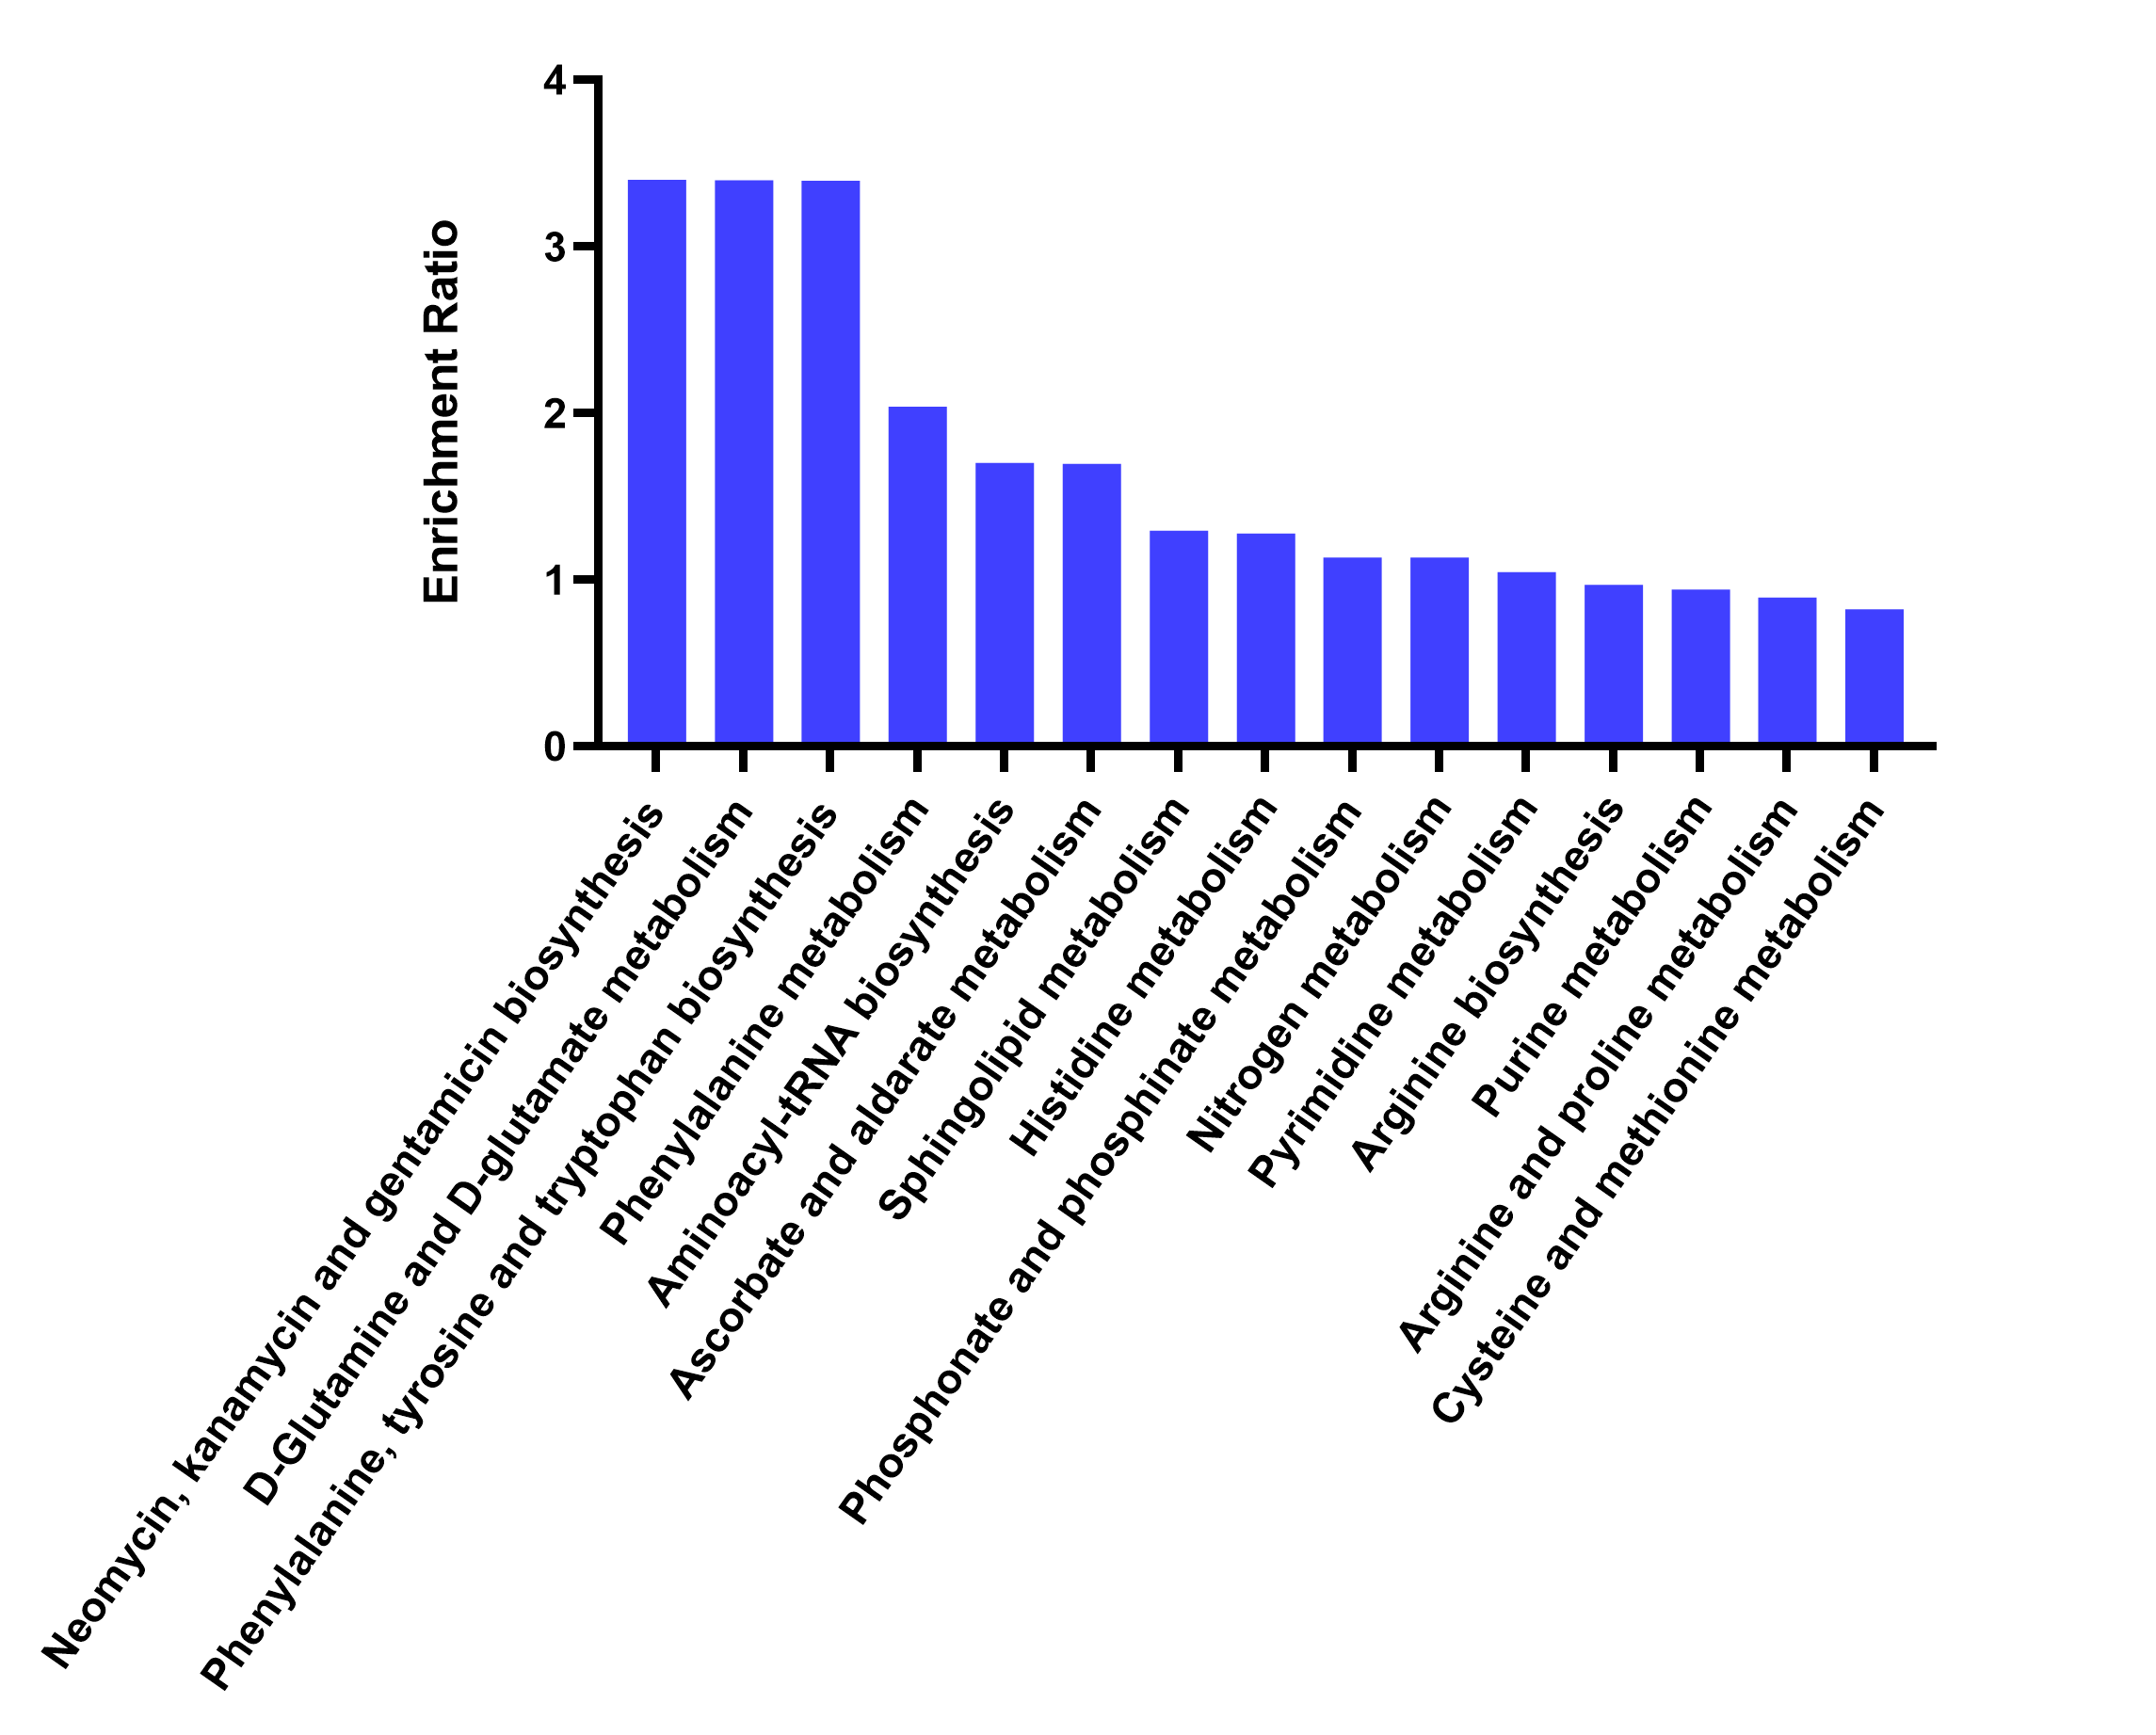 Enrichment Ratio
4
3
2
1
0
Neomycin, kanamycin and gentamicin biosynthesis
D-Glutamine and D-glutamate metabolism
Phenylalanine, tyrosine and tryptophan biosynthesis
Phenylalanine metabolism
Aminoacyl-tRNA biosynthesis
Ascorbate and aldarate metabolism
Sphingolipid metabolism
Histidine metabolism
Phosphonate and phosphinate metabolism
Nitrogen metabolism
Pyrimidine metabolism
Arginine biosynthesis
Purine metabolism
Arginine and proline metabolism
Cysteine and methionine metabolism